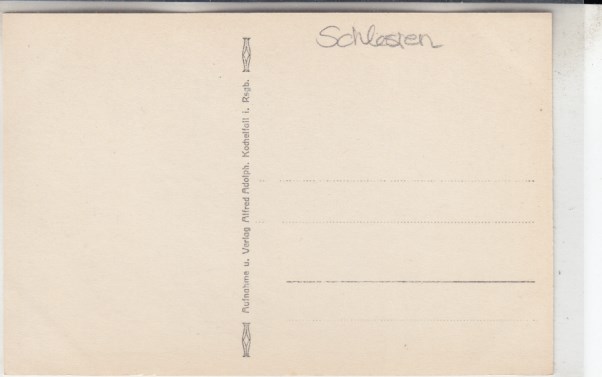 Schlesien
Aufnahme u. Verlag Alfred Adolph, Kochelfall i. Rsgb.